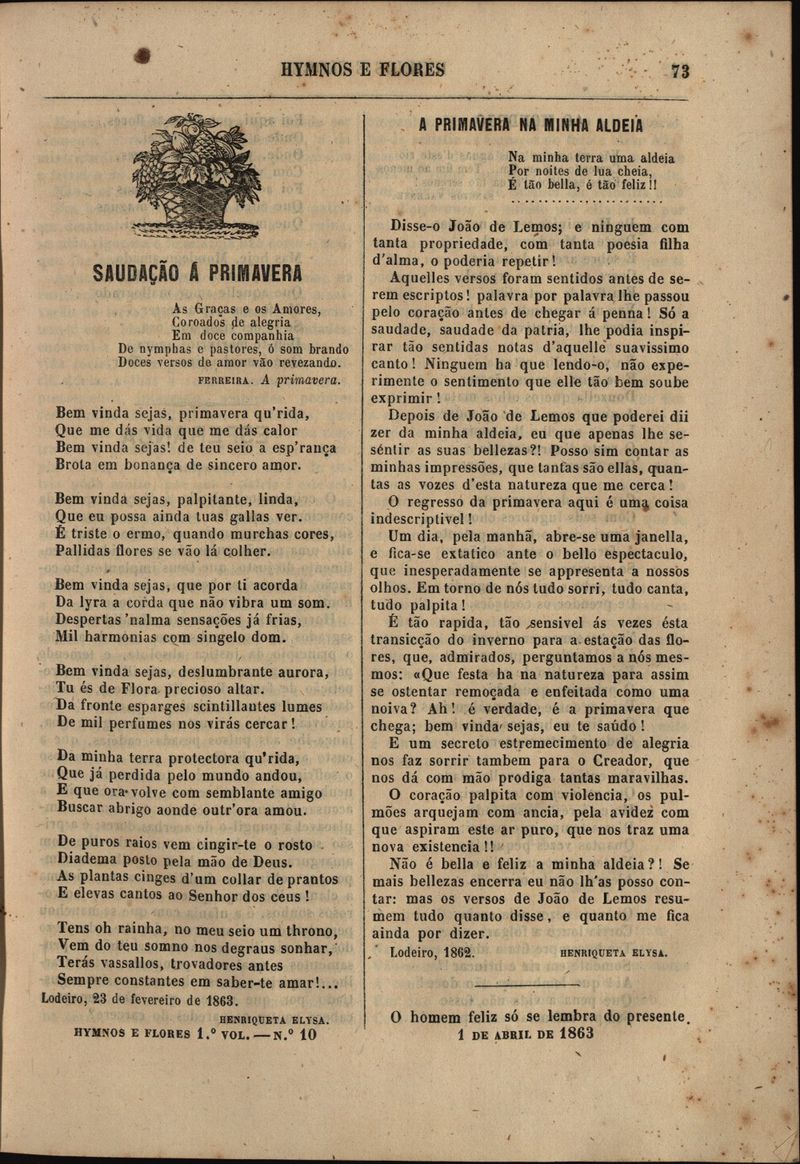 HYMNOS E FLORES
73
SAUDAÇÃO Á PRIMAVERA
As Graças e os Amores,
Coroados de alegria
Em doce companhia
De nymphas e pastores, ó som brando
Doces versos de amor vão revezando.
FERREIRA. A primavera.
Bem vinda sejas, primavera qu'rida,
Que me dás vida que me dás calor
Bem vinda sejas! de teu seio a esp'rança
Brota em bonança de sincero amor.
Bem vinda sejas, palpitante, linda,
Que eu possa ainda tuas gallas ver.
É triste o ermo, quando murchas cores,
Pallidas flores se vão lá colher.
Bem vinda sejas, que por ti acorda
Da lyra a corda que não vibra um som.
Despertas 'nalma sensações já frias,
Mil harmonias com singelo dom.
Bem vinda sejas, deslumbrante aurora,
Tu és de Flora precioso altar.
Da fronte esparges scintillantes lumes
De mil perfumes nos virás cercar!
Da minha terra protectora qu'rida,
Que já perdida pelo mundo andou,
E que ora volve com semblante amigo
Buscar abrigo aonde outr'ora amou.
De puros raios vem cingir-te o rosto
Diadema posto pela mão de Deus.
As plantas cinges d'um collar de prantos
E elevas cantos ao Senhor dos ceus!
Tens oh rainha, no meu seio um throno,
Vem do teu somno nos degraus sonhar,
Terás vassallos, trovadores antes
Sempre constantes em saber-te amar!...
Lodeiro, 23 de fevereiro de 1863.
HENRIQUETA ELYSA.
HYMNOS E FLORES 1.º VOL. — N.º 10
A PRIMAVERA NA MINHA ALDEIA
Na minha terra uma aldeia
Por noites de lua cheia,
É tão bella, é tão feliz!!
......................
Disse-o João de Lemos; e ninguem com
tanta propriedade, com tanta poesia filha
d'alma, o poderia repetir!
Aquelles versos foram sentidos antes de se-
rem escriptos! palavra por palavra lhe passou
pelo coração antes de chegar á penna! Só a
saudade, saudade da patria, lhe podia inspi-
rar tão sentidas notas d'aquelle suavissimo
canto! Ninguem ha que lendo-o, não expe-
rimente o sentimento que elle tão bem soube
exprimir!
Depois de João de Lemos que poderei dii
zer da minha aldeia, eu que apenas lhe se-
séntir as suas bellezas?! Posso sim contar as
minhas impressões, que tantas são ellas, quan-
tas as vozes d'esta natureza que me cerca!
O regresso da primavera aqui é uma coisa
indescriptivel!
Um dia, pela manhã, abre-se uma janella,
e fica-se extatico ante o bello espectaculo,
que inesperadamente se appresenta a nossos
olhos. Em torno de nós tudo sorri, tudo canta,
tudo palpita!
É tão rapida, tão sensivel ás vezes ésta
transicção do inverno para a estação das flo-
res, que, admirados, perguntamos a nós mes-
mos: «Que festa ha na natureza para assim
se ostentar remoçada e enfeitada como uma
noiva? Ah! é verdade, é a primavera que
chega; bem vinda sejas, eu te saúdo!
E um secreto estremecimento de alegria
nos faz sorrir tambem para o Creador, que
nos dá com mão prodiga tantas maravilhas.
O coração palpita com violencia, os pul-
mões arquejam com ancia, pela avidez com
que aspiram este ar puro, que nos traz uma
nova existencia!!
Não é bella e feliz a minha aldeia?! Se
mais bellezas encerra eu não lh'as posso con-
tar: mas os versos de João de Lemos resu-
mem tudo quanto disse, e quanto me fica
ainda por dizer.
Lodeiro, 1862. HENRIQUETA ELYSA.
O homem feliz só se lembra do presente.
1 DE ABRIL DE 1863